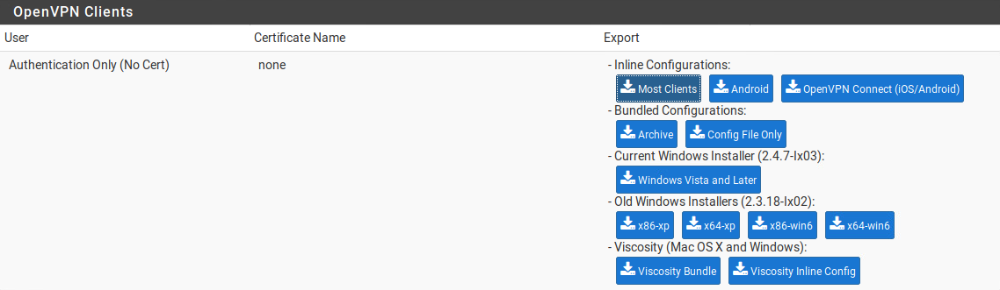 OpenVPN Clients
User Certificate Name Export
Authentication Only (No Cert) none - Inline Configurations:
Most Clients Android OpenVPN Connect (iOS/Android)
- Bundled Configurations:
Archive Config File Only
- Current Windows Installer (2.4.7-Ix03):
Windows Vista and Later
- Old Windows Installers (2.3.18-Ix02):
x86-xp x64-xp x86-win6 x64-win6
- Viscosity (Mac OS X and Windows):
Viscosity Bundle Viscosity Inline Config